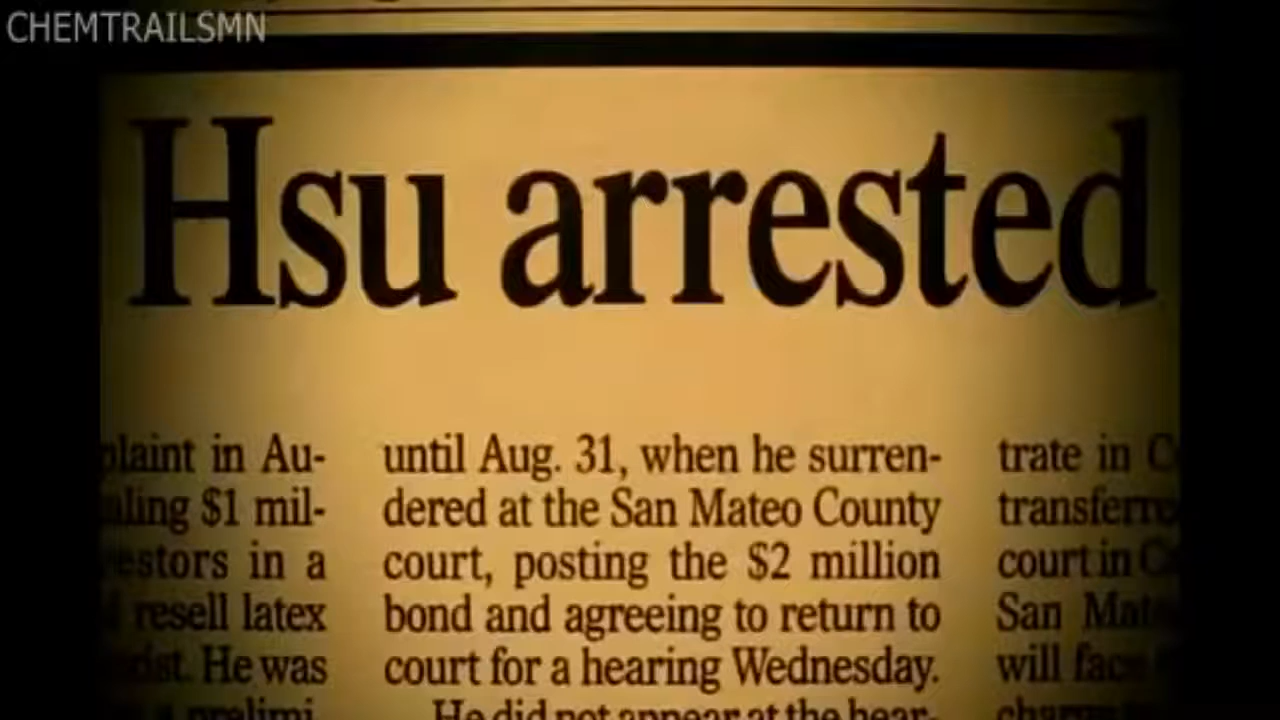 CHEMTRAILSMN
Hsu arrested
plaint in Au-
aling $1 mil-
estors in a
resell latex
He was
a prelimi-
until Aug. 31, when he surren-
dered at the San Mateo County
court, posting the $2 million
bond and agreeing to return to
court for a hearing Wednesday.
He did not appear at the hear-
trate in
transferre
court in
San Mat
will face